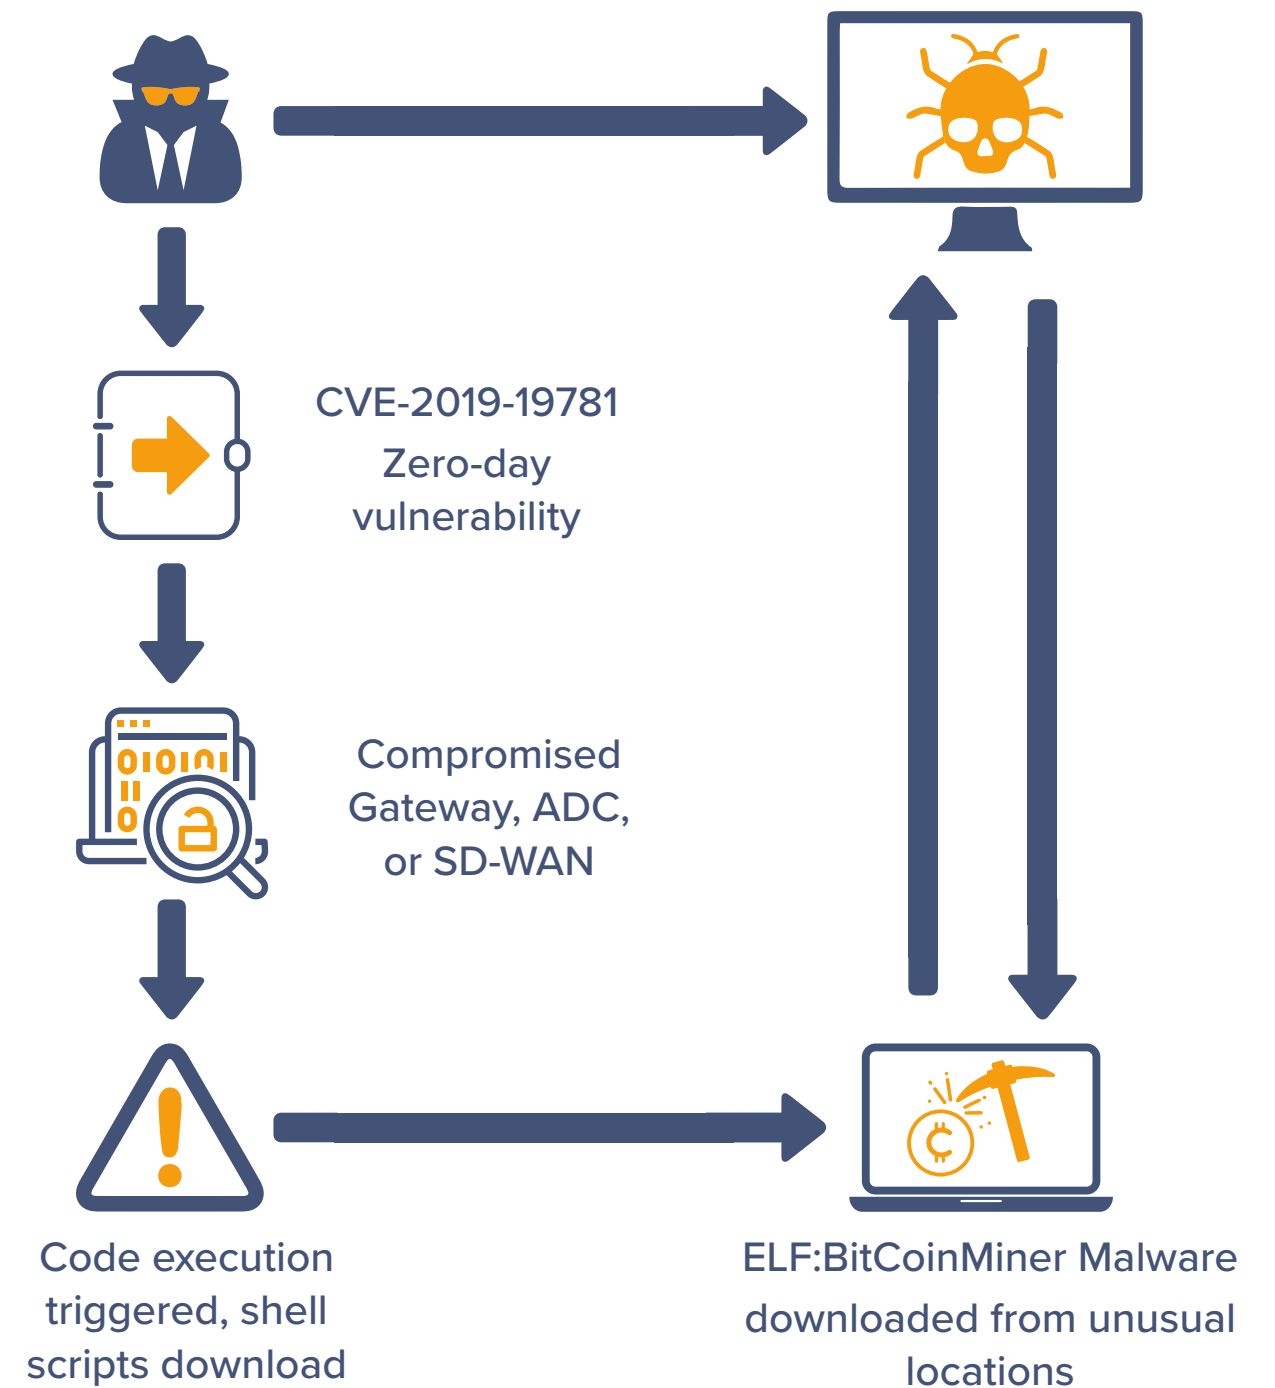 CVE-2019-19781
Zero-day
vulnerability
Compromised
Gateway, ADC,
or SD-WAN
Code execution
triggered, shell
scripts download
ELF:BitCoinMiner Malware
downloaded from unusual
locations